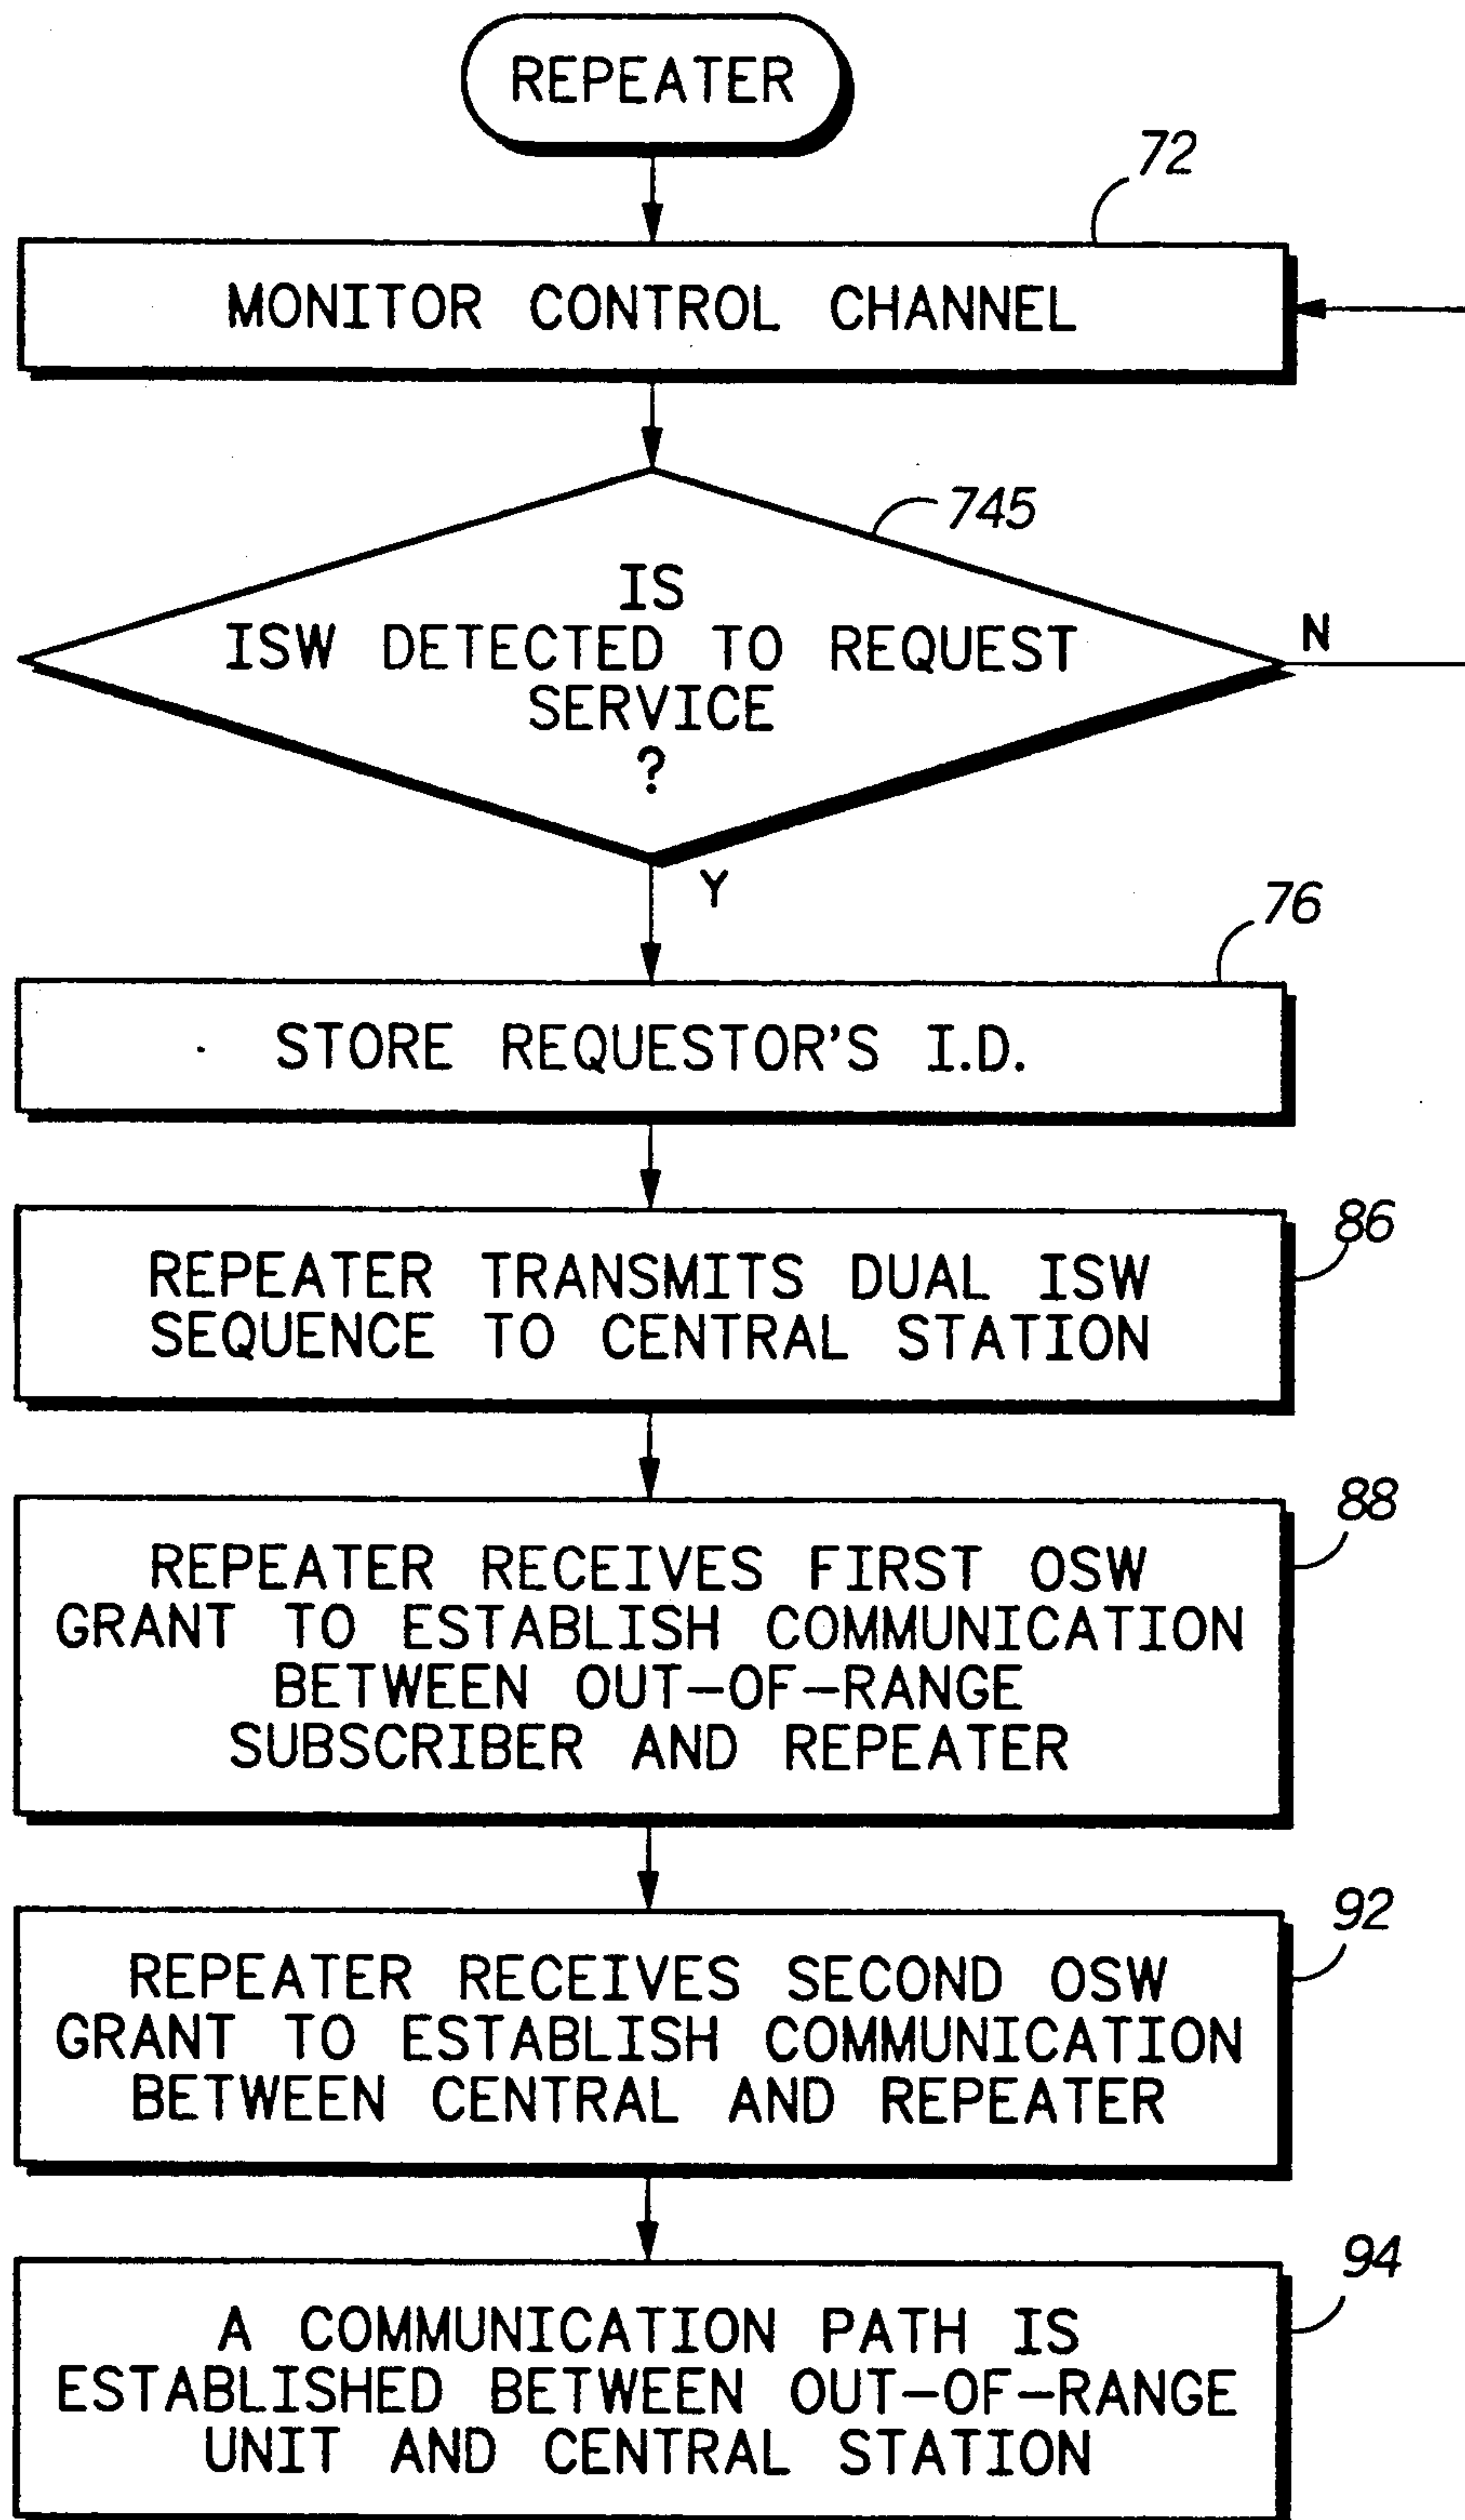 REPEATER
72
MONITOR CONTROL CHANNEL
745
IS
ISW DETECTED TO REQUEST
SERVICE
?
N
Y
76
STORE REQUESTOR'S I.D.
86
REPEATER TRANSMITS DUAL ISW
SEQUENCE TO CENTRAL STATION
88
REPEATER RECEIVES FIRST OSW
GRANT TO ESTABLISH COMMUNICATION
BETWEEN OUT-OF-RANGE
SUBSCRIBER AND REPEATER
92
REPEATER RECEIVES SECOND OSW
GRANT TO ESTABLISH COMMUNICATION
BETWEEN CENTRAL AND REPEATER
94
A COMMUNICATION PATH IS
ESTABLISHED BETWEEN OUT-OF-RANGE
UNIT AND CENTRAL STATION